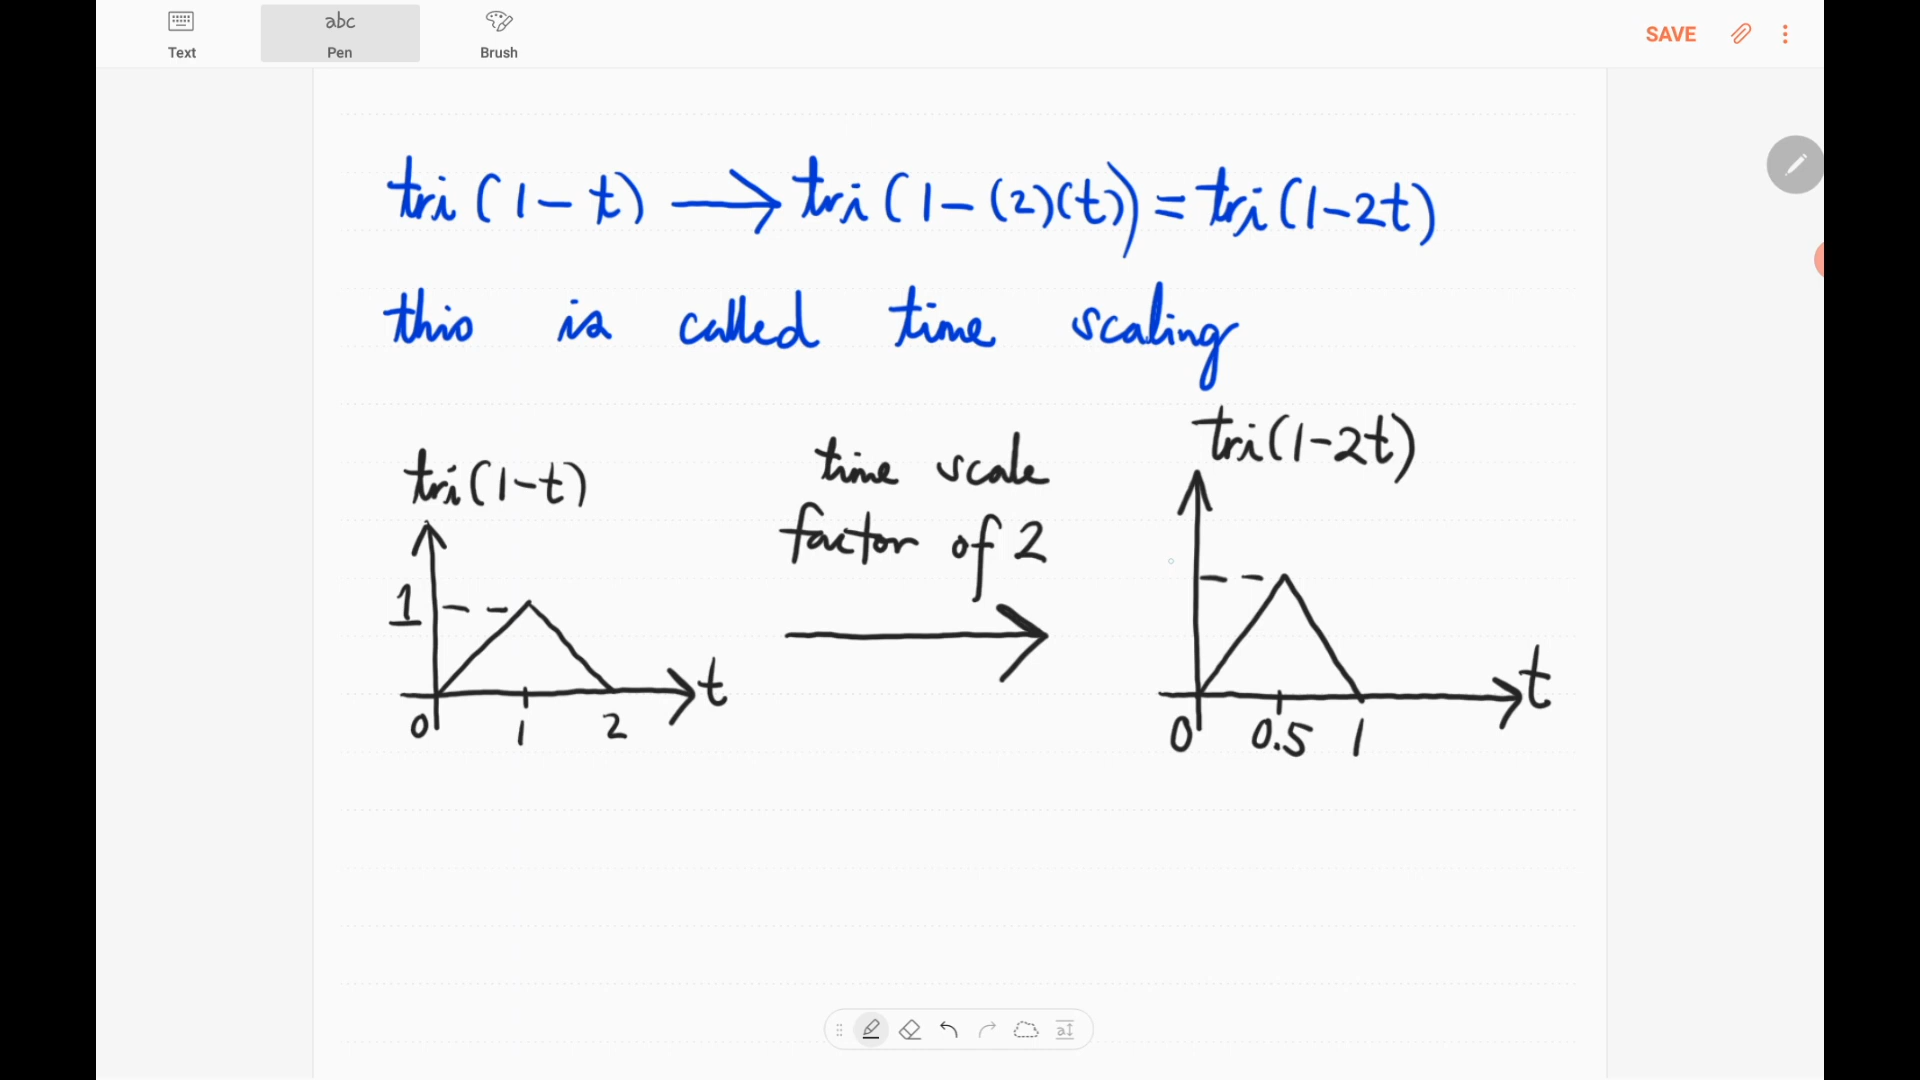 Text
abc
Pen
Brush
SAVE
tri(1-t) → tri(1-(2)(t)) = tri(1-2t)
this is called time scaling
tri(1-t)
1
0 1 2
t
time scale
factor of 2
tri(1-2t)
0 0.5 1
t
a